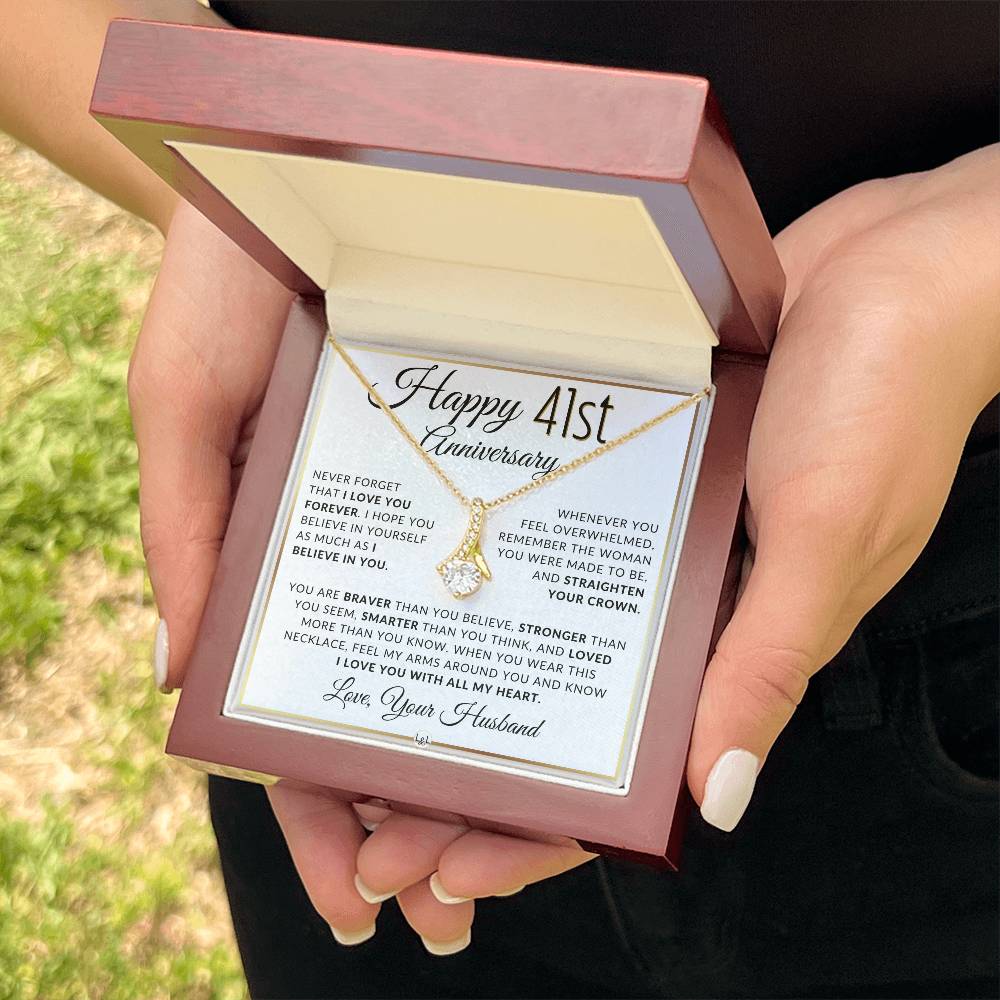 Happy 41st
Anniversary
NEVER FORGET
THAT I LOVE YOU
FOREVER. I HOPE YOU
BELIEVE IN YOURSELF
AS MUCH AS I
BELIEVE IN YOU.
WHENEVER YOU
FEEL OVERWHELMED.
REMEMBER THE WOMAN
YOU WERE MADE TO BE,
AND STRAIGHTEN
YOUR CROWN.
YOU ARE BRAVER THAN YOU BELIEVE, STRONGER THAN
YOU SEEM, SMARTER THAN YOU THINK, AND LOVED
MORE THAN YOU KNOW. WHEN YOU WEAR THIS
NECKLACE, FEEL MY ARMS AROUND YOU AND KNOW
I LOVE YOU WITH ALL MY HEART.
Love, Your Husband
L&L